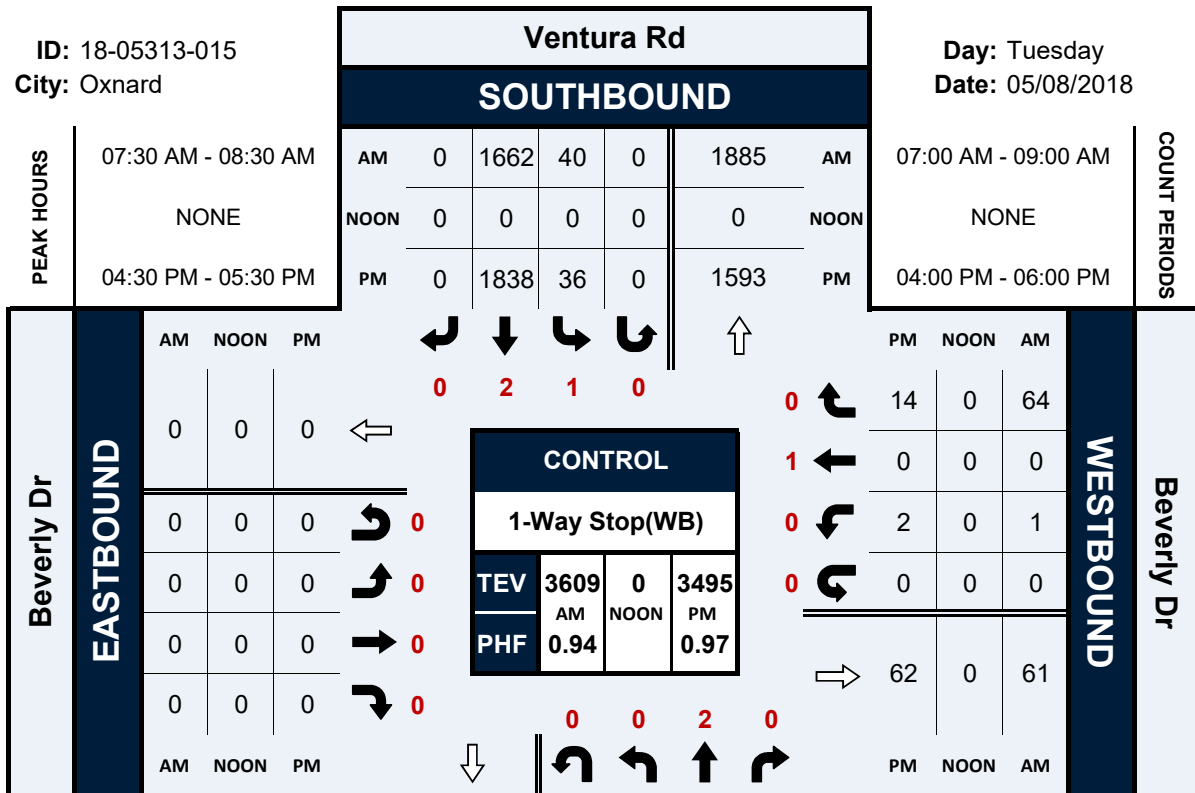 Ventura Rd
ID: 18-05313-015
City: Oxnard
Day: Tuesday
Date: 05/08/2018
SOUTHBOUND
PEAK HOURS
07:30 AM - 08:30 AM
NONE
04:30 PM - 05:30 PM
AM 0 1662 40 0 1885 AM
NOON 0 0 0 0 0 NOON
PM 0 1838 36 0 1593 PM
07:00 AM - 09:00 AM
NONE
04:00 PM - 06:00 PM
COUNT PERIODS
0 2 1 0
Beverly Dr
EASTBOUND
AM NOON PM
0 0 0
0 0 0 0
0 0 0 0
0 0 0 0
0 0 0 0
AM NOON PM
CONTROL
1-Way Stop(WB)
TEV 3609 0 3495
AM NOON PM
PHF 0.94 0.97
PM NOON AM
0 14 0 64
1 0 0 0
0 2 0 1
0 0 0 0
62 0 61
PM NOON AM
WESTBOUND
Beverly Dr
0 0 2 0